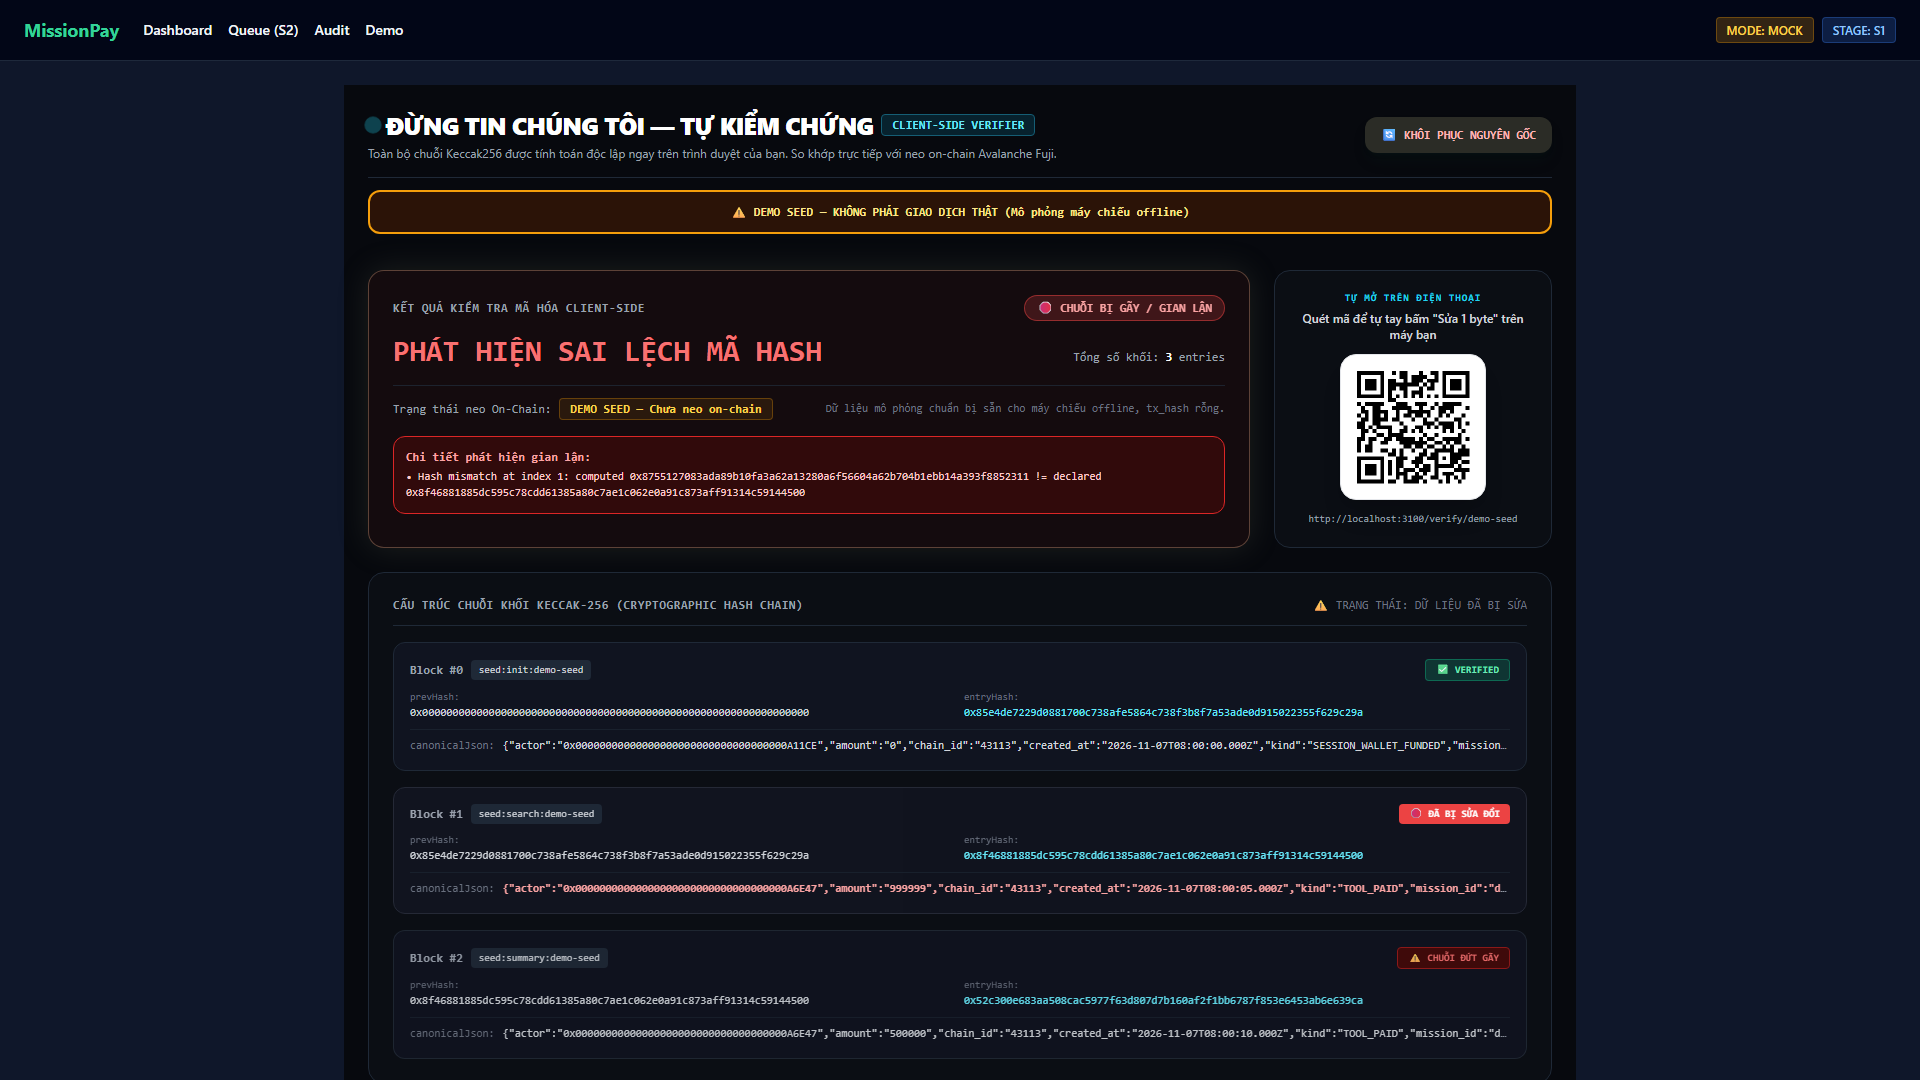 MissionPay Dashboard Queue (S2) Audit Demo MODE: MOCK STAGE: S1
ĐỪNG TIN CHÚNG TÔI — TỰ KIỂM CHỨNG CLIENT-SIDE VERIFIER
Toàn bộ chuỗi Keccak256 được tính toán độc lập ngay trên trình duyệt của bạn. So khớp trực tiếp với neo on-chain Avalanche Fuji.
KHÔI PHỤC NGUYÊN GỐC
DEMO SEED — KHÔNG PHẢI GIAO DỊCH THẬT (Mô phỏng máy chiếu offline)
KẾT QUẢ KIỂM TRA MÃ HÓA CLIENT-SIDE
CHUỖI BỊ GÃY / GIAN LẬN
PHÁT HIỆN SAI LỆCH MÃ HASH
Tổng số khối: 3 entries
Trạng thái neo On-Chain: DEMO SEED — Chưa neo on-chain
Dữ liệu mô phỏng chuẩn bị sẵn cho máy chiếu offline, tx_hash rỗng.
Chi tiết phát hiện gian lận:
• Hash mismatch at index 1: computed 0x8755127083ada89b10fa3a62a13280a6f56604a62b704b1ebb14a393f8852311 != declared
0x8f46881885dc595c78cdd61385a80c7ae1c062e0a91c873aff91314c59144500
TỰ MỞ TRÊN ĐIỆN THOẠI
Quét mã để tự tay bấm "Sửa 1 byte" trên
máy bạn
http://localhost:3100/verify/demo-seed
CẤU TRÚC CHUỖI KHỐI KECCAK-256 (CRYPTOGRAPHIC HASH CHAIN)
TRẠNG THÁI: DỮ LIỆU ĐÃ BỊ SỬA
Block #0 seed:init:demo-seed VERIFIED
prevHash: entryHash:
0x0000000000000000000000000000000000000000000000000000000000000000 0x85e4de7229d0881700c738afe5864c738f3b8f7a53ade0d915022355f629c29a
canonicalJson: {"actor":"0x000000000000000000000000000000000000A11CE","amount":"0","chain_id":"43113","created_at":"2026-11-07T08:00:00.000Z","kind":"SESSION_WALLET_FUNDED","mission…
Block #1 seed:search:demo-seed ĐÃ BỊ SỬA ĐỔI
prevHash: entryHash:
0x85e4de7229d0881700c738afe5864c738f3b8f7a53ade0d915022355f629c29a 0x8f46881885dc595c78cdd61385a80c7ae1c062e0a91c873aff91314c59144500
canonicalJson: {"actor":"0x000000000000000000000000000000000000A6E47","amount":"999999","chain_id":"43113","created_at":"2026-11-07T08:00:05.000Z","kind":"TOOL_PAID","mission_id":"d…
Block #2 seed:summary:demo-seed CHUỖI ĐỨT GÃY
prevHash: entryHash:
0x8f46881885dc595c78cdd61385a80c7ae1c062e0a91c873aff91314c59144500 0x52c300e683aa508cac5977f63d807d7b160af2f1bb6787f853e6453ab6e639ca
canonicalJson: {"actor":"0x000000000000000000000000000000000000A6E47","amount":"500000","chain_id":"43113","created_at":"2026-11-07T08:00:10.000Z","kind":"TOOL_PAID","mission_id":"d…